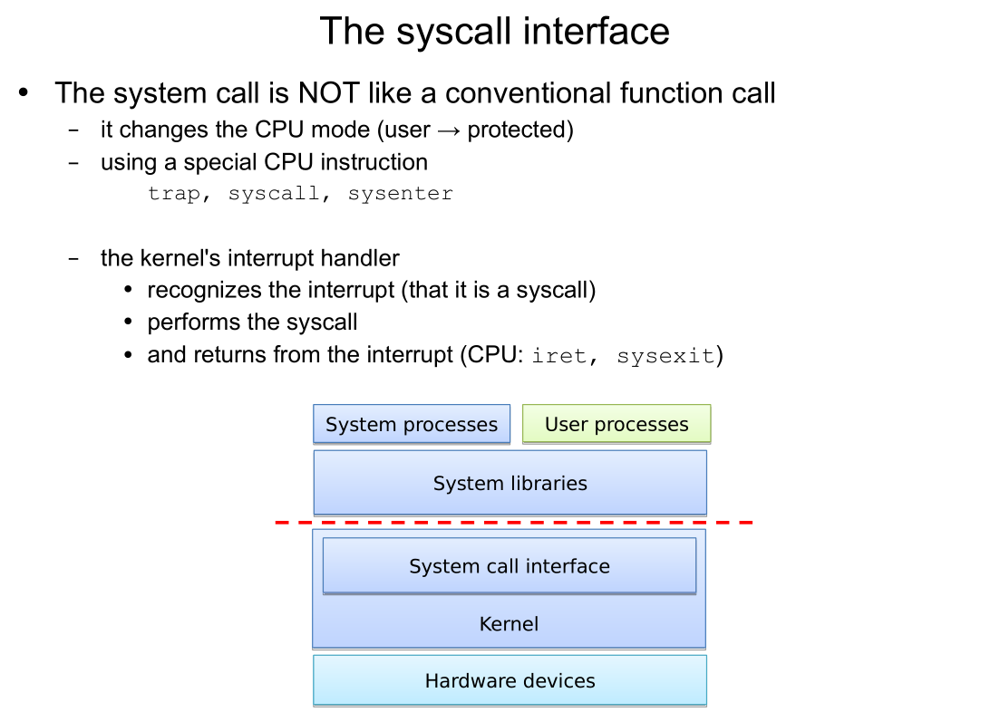 The syscall interface
• The system call is NOT like a conventional function call
– it changes the CPU mode (user → protected)
– using a special CPU instruction
trap, syscall, sysenter
– the kernel's interrupt handler
• recognizes the interrupt (that it is a syscall)
• performs the syscall
• and returns from the interrupt (CPU: iret, sysexit)
System processes
User processes
System libraries
System call interface
Kernel
Hardware devices